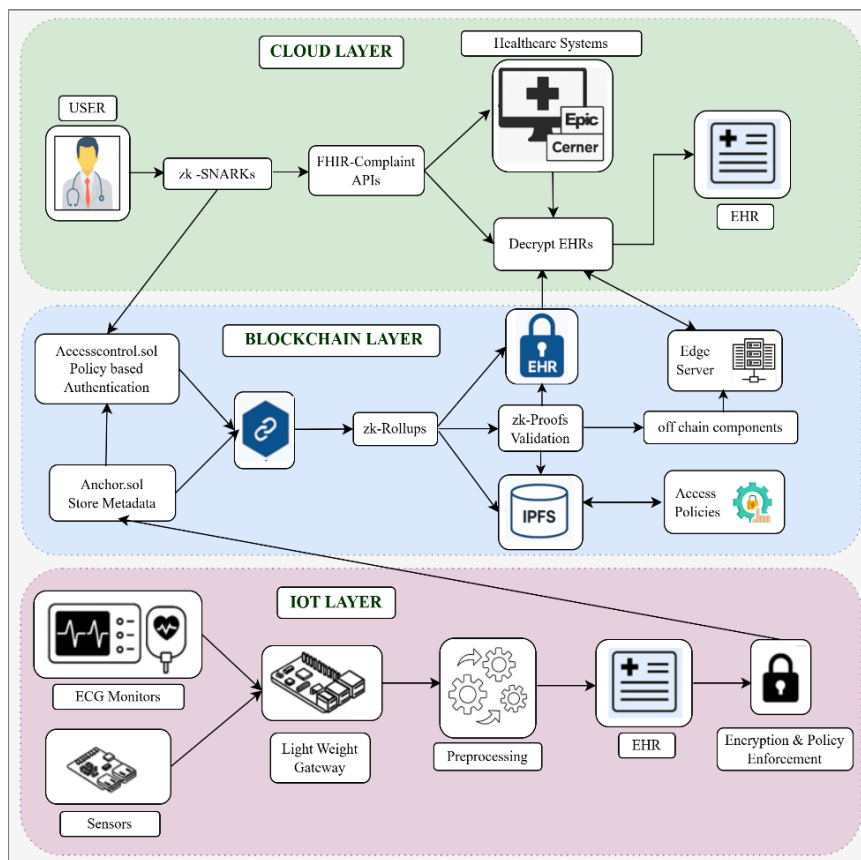 CLOUD LAYER
Healthcare Systems
USER
Epic
Cerner
zk -SNARKs
FHIR-Complaint
APIs
EHR
Decrypt EHRs
BLOCKCHAIN LAYER
Accesscontrol.sol
Policy based
Authentication
EHR
Edge
Server
zk-Rollups
zk-Proofs
Validation
off chain components
Anchor.sol
Store Metadata
IPFS
Access
Policies
IOT LAYER
ECG Monitors
Light Weight
Gateway
Preprocessing
EHR
Encryption & Policy
Enforcement
Sensors